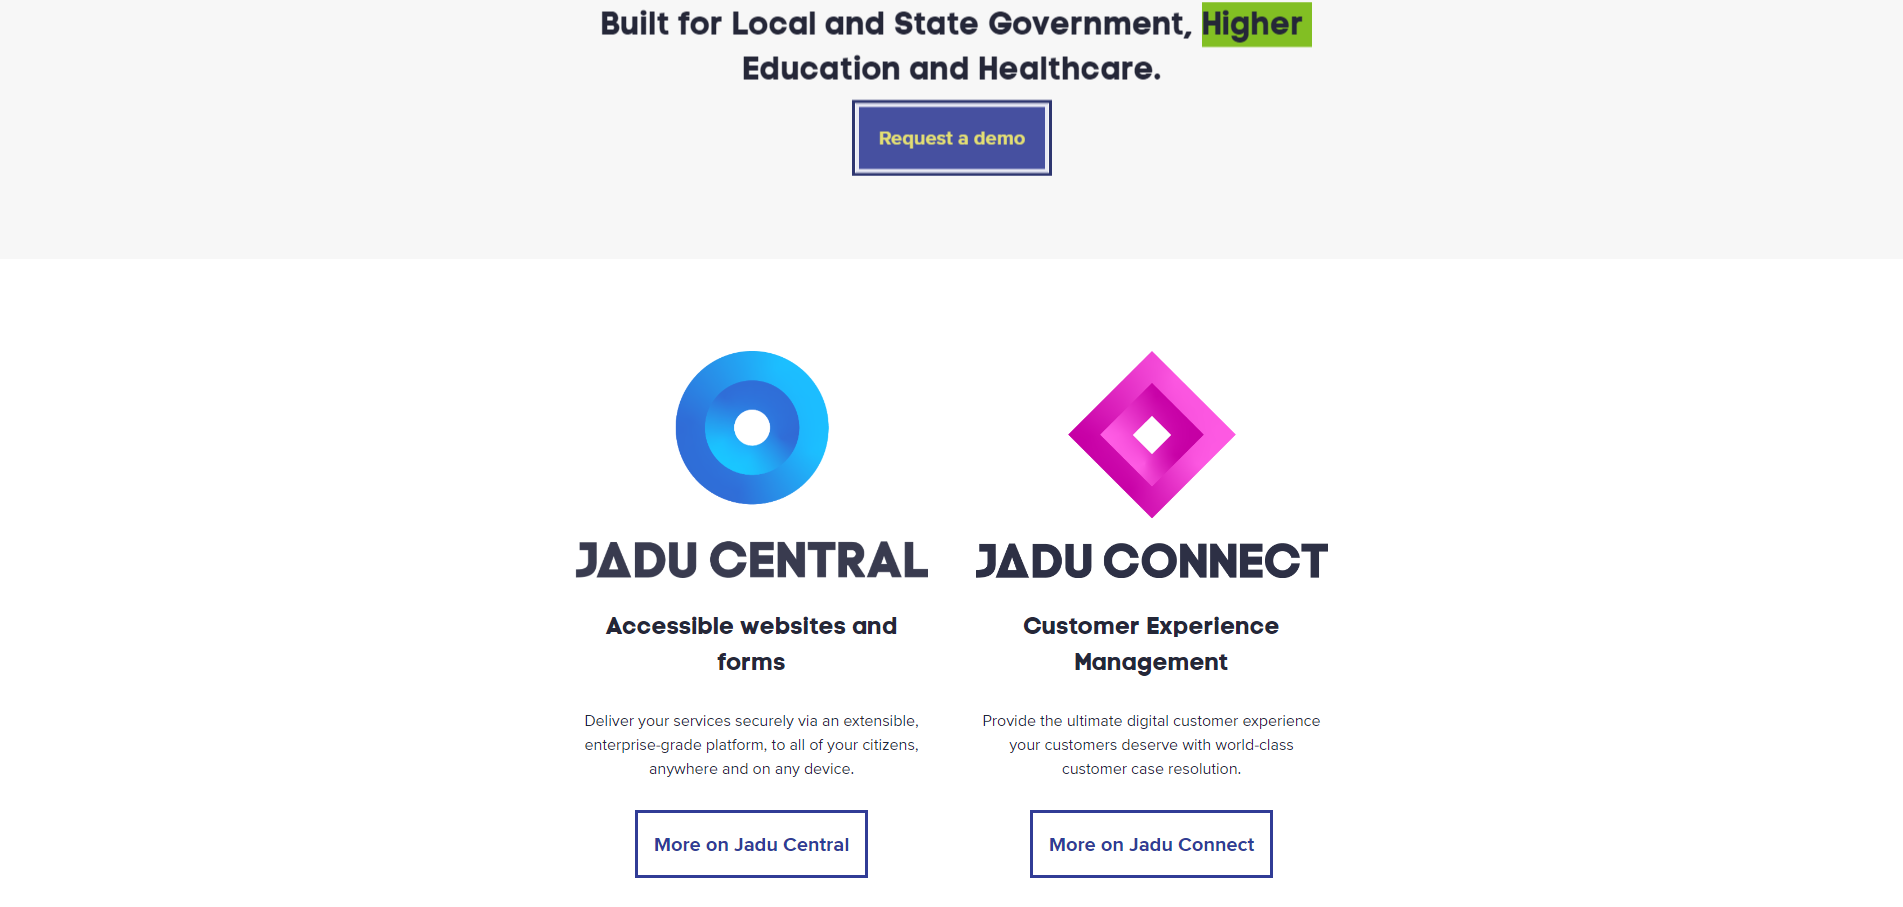 Built for Local and State Government, Higher
Education and Healthcare.
Request a demo
JADU CENTRAL
Accessible websites and
forms
Deliver your services securely via an extensible,
enterprise-grade platform, to all of your citizens,
anywhere and on any device.
More on Jadu Central
JADU CONNECT
Customer Experience
Management
Provide the ultimate digital customer experience
your customers deserve with world-class
customer case resolution.
More on Jadu Connect